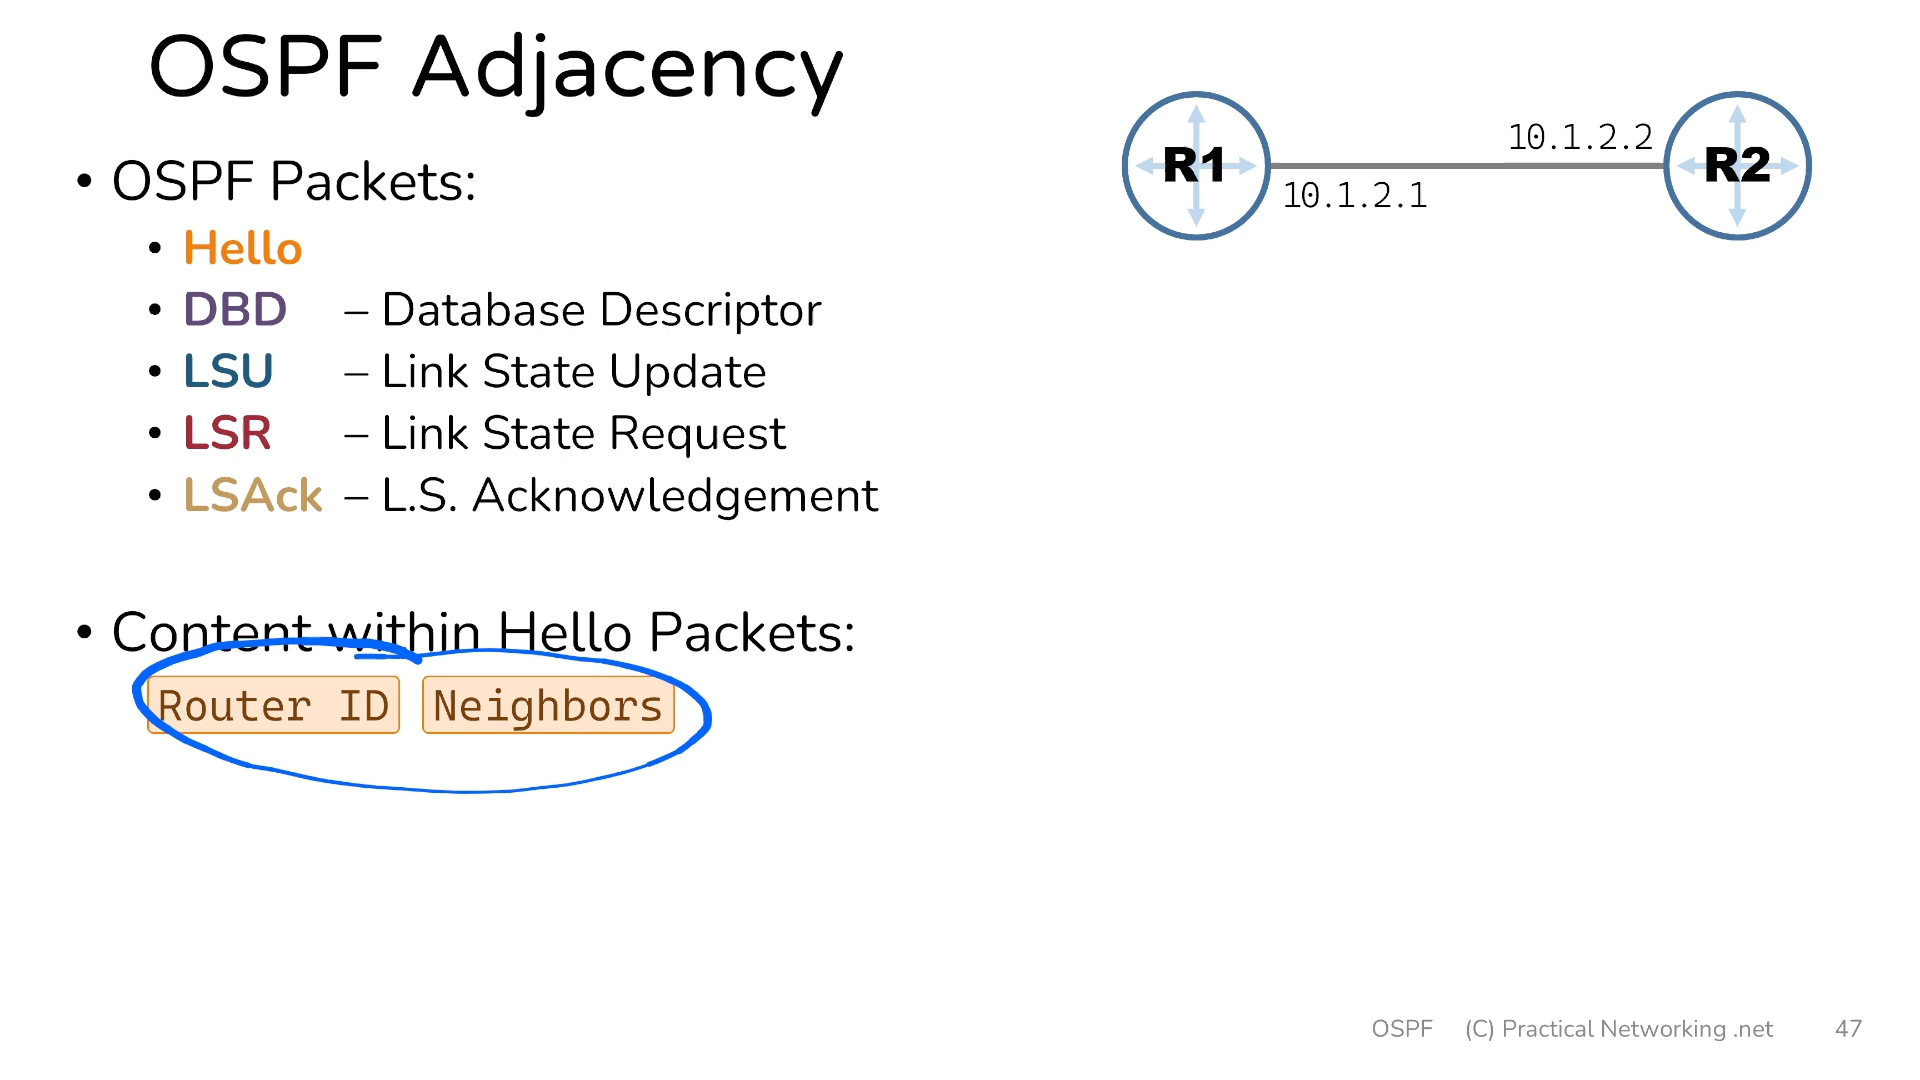 OSPF Adjacency
• OSPF Packets:
• Hello
• DBD – Database Descriptor
• LSU – Link State Update
• LSR – Link State Request
• LSAck – L.S. Acknowledgement
• Content within Hello Packets:
Router ID Neighbors
R1
10.1.2.1
10.1.2.2
R2
OSPF (C) Practical Networking .net 47